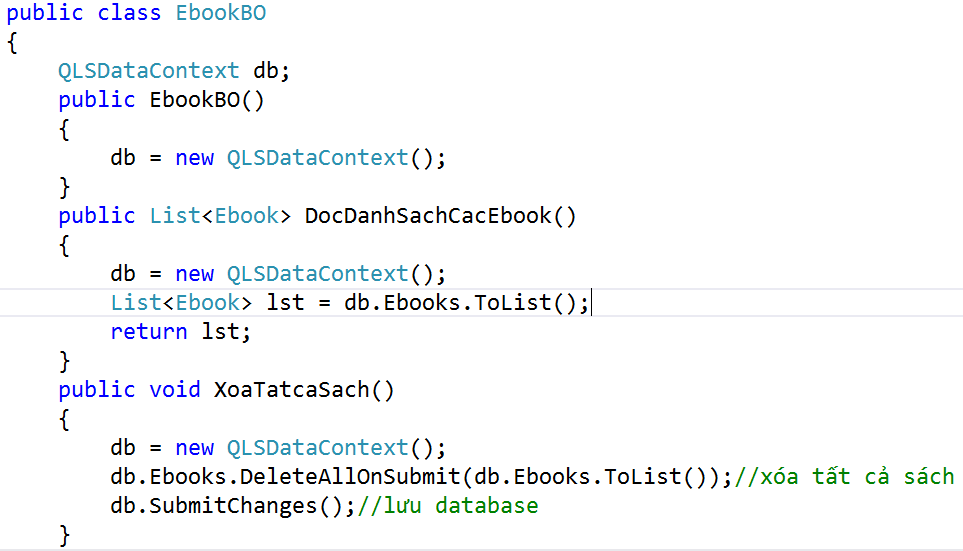 public class EbookBO
{
    QLSDataContext db;
    public EbookBO()
    {
        db = new QLSDataContext();
    }
    public List<Ebook> DocDanhSachCacEbook()
    {
        db = new QLSDataContext();
        List<Ebook> lst = db.Ebooks.ToList();
        return lst;
    }
    public void XoaTatcaSach()
    {
        db = new QLSDataContext();
        db.Ebooks.DeleteAllOnSubmit(db.Ebooks.ToList());//xóa tất cả sách
        db.SubmitChanges();//lưu database
    }